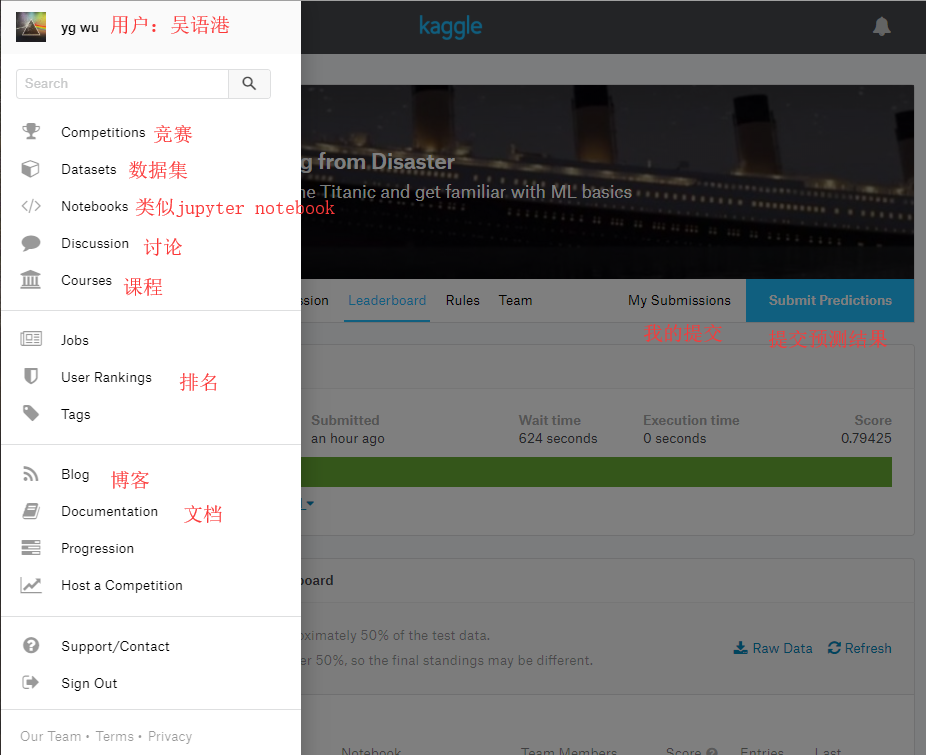 yg wu 用户：吴语港
kaggle
Search
Competitions 竞赛
Datasets 数据集
Notebooks 类似jupyter notebook
Discussion 讨论
Courses 课程
Jobs
User Rankings 排名
Tags
Blog 博客
Documentation 文档
Progression
Host a Competition
Support/Contact
Sign Out
Our Team • Terms • Privacy
g from Disaster
Titanic and get familiar with ML basics
ssion Leaderboard Rules Team My Submissions Submit Predictions
我的提交 提交预测结果
Submitted Wait time Execution time Score
an hour ago 624 seconds 0 seconds 0.79425
board
oximately 50% of the test data.
er 50%, so the final standings may be different.
Raw Data Refresh
Notebook Team Members Score Entries Last